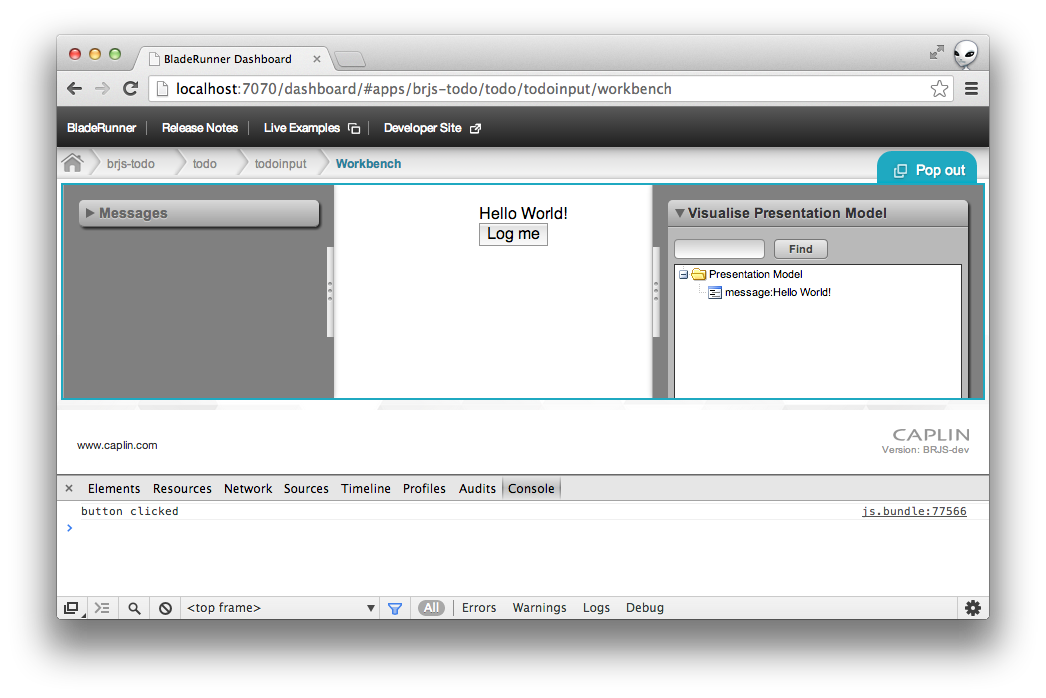 BladeRunner Dashboard
localhost:7070/dashboard/#apps/brjs-todo/todo/todoinput/workbench
BladeRunner Release Notes Live Examples Developer Site
brjs-todo todo todoinput Workbench
Pop out
Messages
Hello World!
Log me
Visualise Presentation Model
Find
Presentation Model
message:Hello World!
www.caplin.com
CAPLIN
Version: BRJS-dev
× Elements Resources Network Sources Timeline Profiles Audits Console
button clicked js.bundle:77566
<top frame> All Errors Warnings Logs Debug